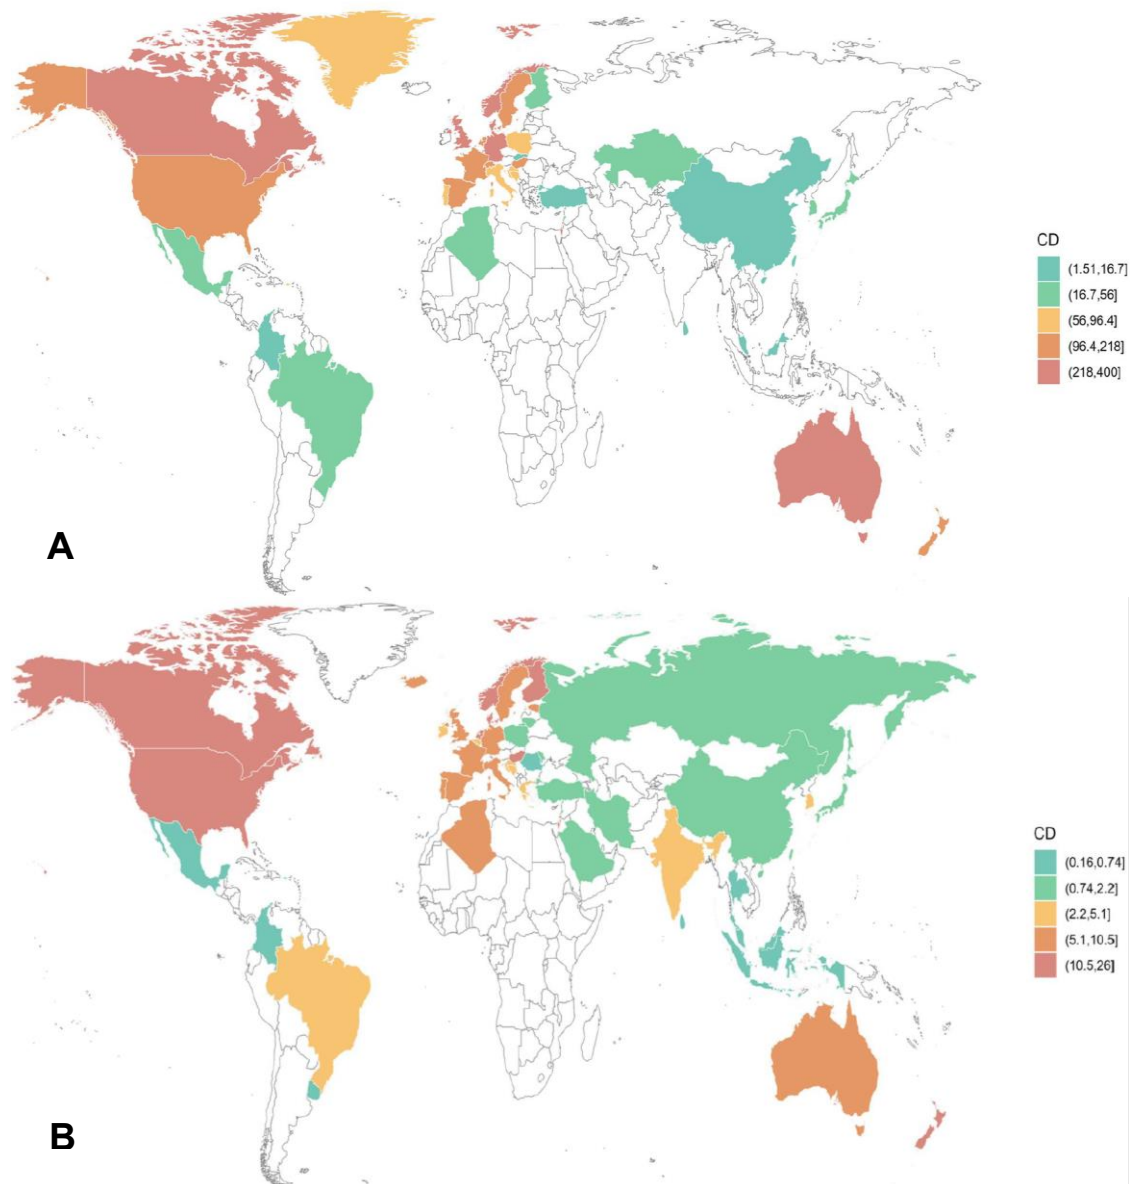 CD
(1.51,16.7]
(16.7,56]
(56,96.4]
(96.4,218]
(218,400]
A
CD
(0.16,0.74]
(0.74,2.2]
(2.2,5.1]
(5.1,10.5]
(10.5,26]
B